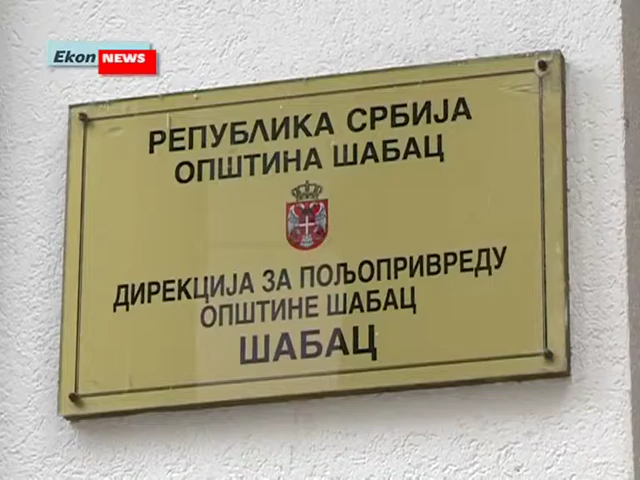 Ekon NEWS
РЕПУБЛИКА СРБИЈА
ОПШТИНА ШАБАЦ
ДИРЕКЦИЈА ЗА ПОЉОПРИВРЕДУ
ОПШТИНЕ ШАБАЦ
ШАБАЦ